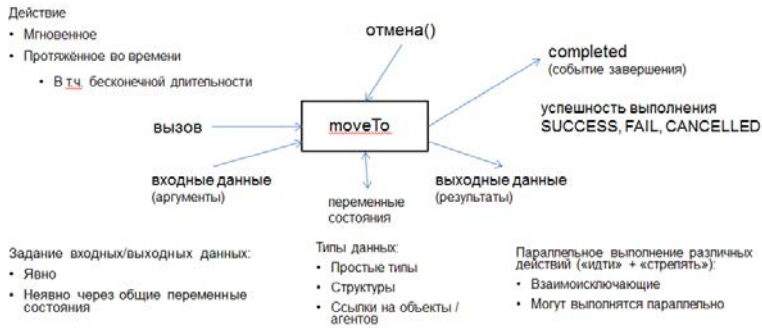 Действие
• Мгновенное
• Протяжённое во времени
• В т.ч. бесконечной длительности
отмена()
completed
(событие завершения)
успешность выполнения
SUCCESS, FAIL, CANCELLED
вызов
moveTo
входные данные
(аргументы)
переменные
состояния
выходные данные
(результаты)
Задание входных/выходных данных:
• Явно
• Неявно через общие переменные
состояния
Типы данных:
• Простые типы
• Структуры
• Ссылки на объекты /
агентов
Параллельное выполнение различных
действий («идти» + «стрелять»):
• Взаимоисключающие
• Могут выполнятся параллельно